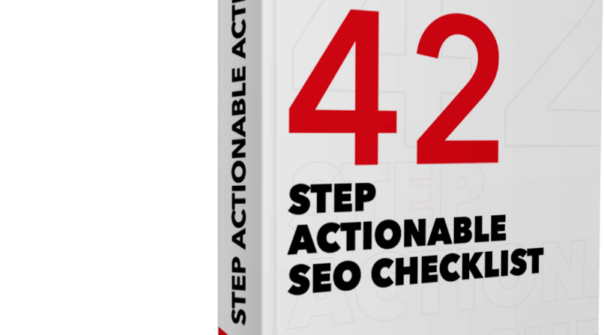 STEP ACTIONABLE ACTI
42
STEP
ACTIONABLE
SEO CHECKLIST